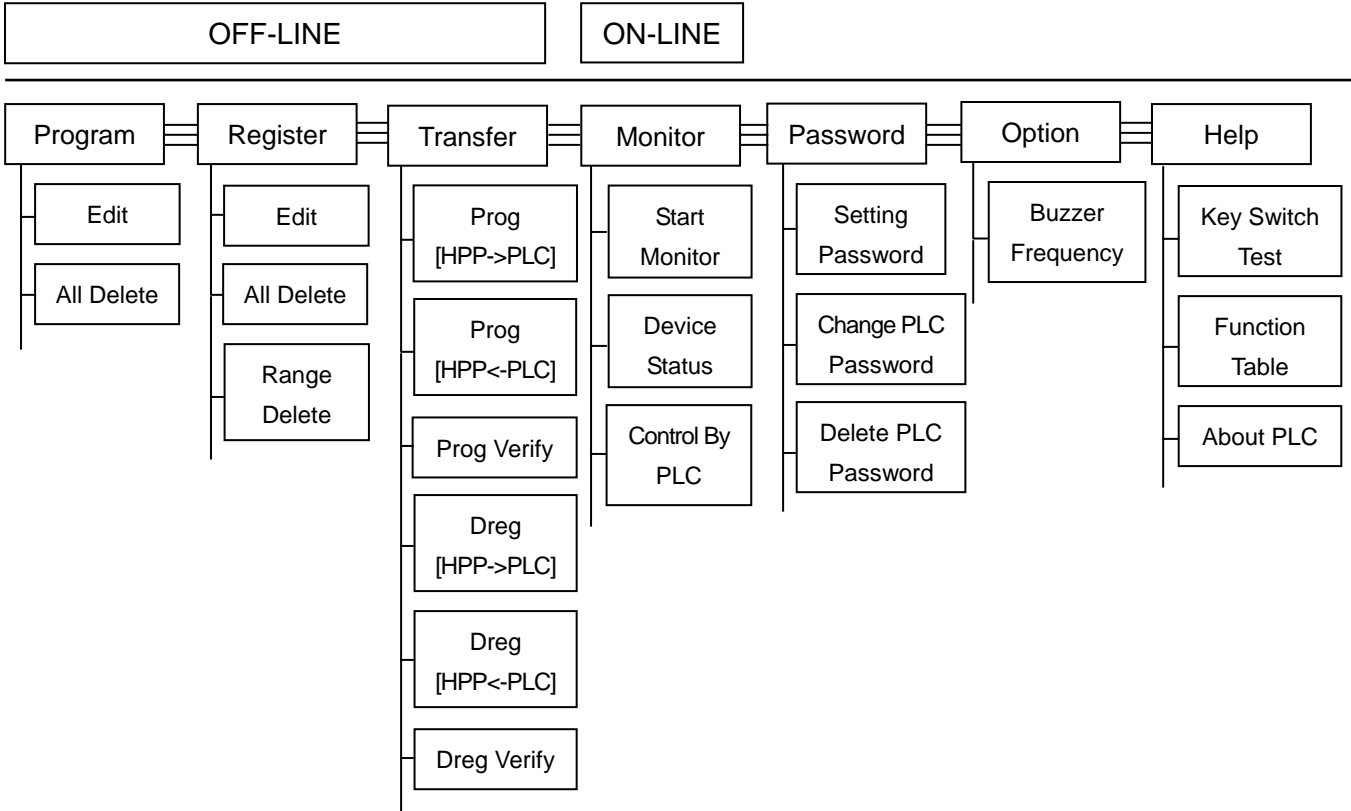 OFF-LINE
ON-LINE
Program
Register
Transfer
Monitor
Password
Option
Help
Edit
All Delete
Edit
All Delete
Range
Delete
Prog
[HPP->PLC]
Prog
[HPP<-PLC]
Prog Verify
Dreg
[HPP->PLC]
Dreg
[HPP<-PLC]
Dreg Verify
Start
Monitor
Device
Status
Control By
PLC
Setting
Password
Change PLC
Password
Delete PLC
Password
Buzzer
Frequency
Key Switch
Test
Function
Table
About PLC